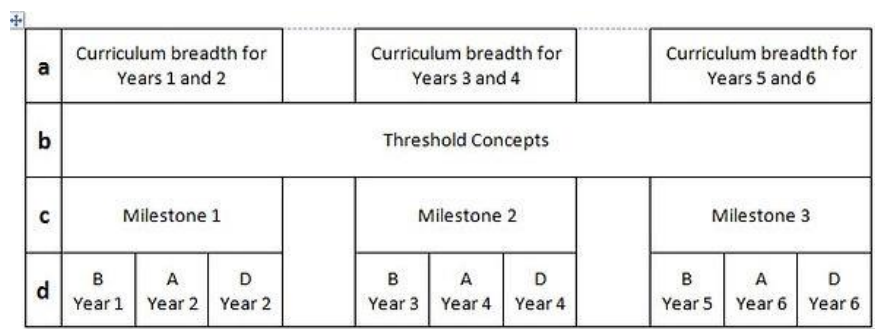 a
Curriculum breadth for
Years 1 and 2
Curriculum breadth for
Years 3 and 4
Curriculum breadth for
Years 5 and 6
b
Threshold Concepts
c
Milestone 1
Milestone 2
Milestone 3
d
B
Year 1
A
Year 2
D
Year 2
B
Year 3
A
Year 4
D
Year 4
B
Year 5
A
Year 6
D
Year 6